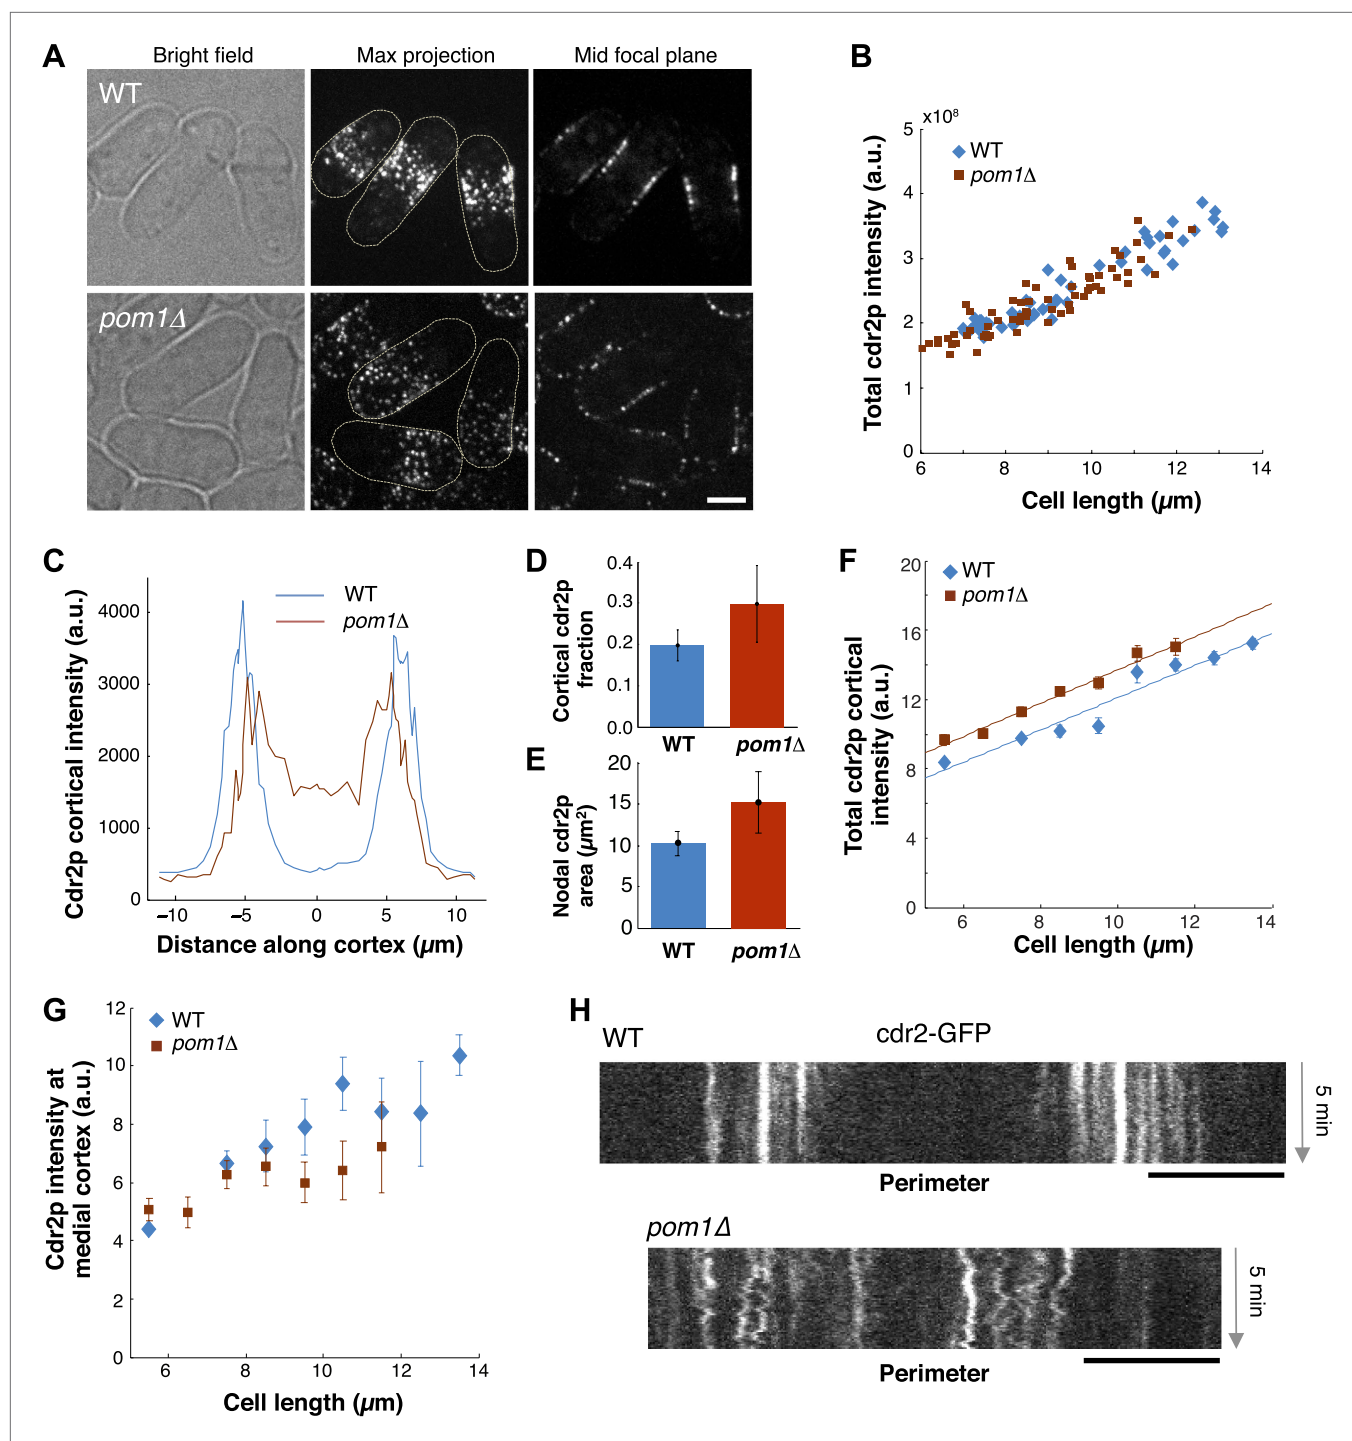 A
Bright field
Max projection
Mid focal plane
WT
pom1Δ
B
x10⁸
5
4
3
2
1
0
6
8
10
12
14
WT
pom1Δ
Total cdr2p intensity (a.u.)
Cell length (µm)
C
WT
pom1Δ
4000
3000
2000
1000
0
–10
–5
0
5
10
Cdr2p cortical intensity (a.u.)
Distance along cortex (µm)
D
0.4
0.3
0.2
0.1
0.0
Cortical cdr2p
fraction
WT
pom1Δ
E
20
15
10
5
0
Nodal cdr2p
area (µm²)
WT
pom1Δ
F
20
16
12
8
4
0
6
8
10
12
14
WT
pom1Δ
Total cdr2p cortical
intensity (a.u.)
Cell length (µm)
G
12
10
8
6
4
2
0
6
8
10
12
14
WT
pom1Δ
Cdr2p intensity at
medial cortex (a.u.)
Cell length (µm)
H
WT
cdr2-GFP
5 min
Perimeter
pom1Δ
5 min
Perimeter